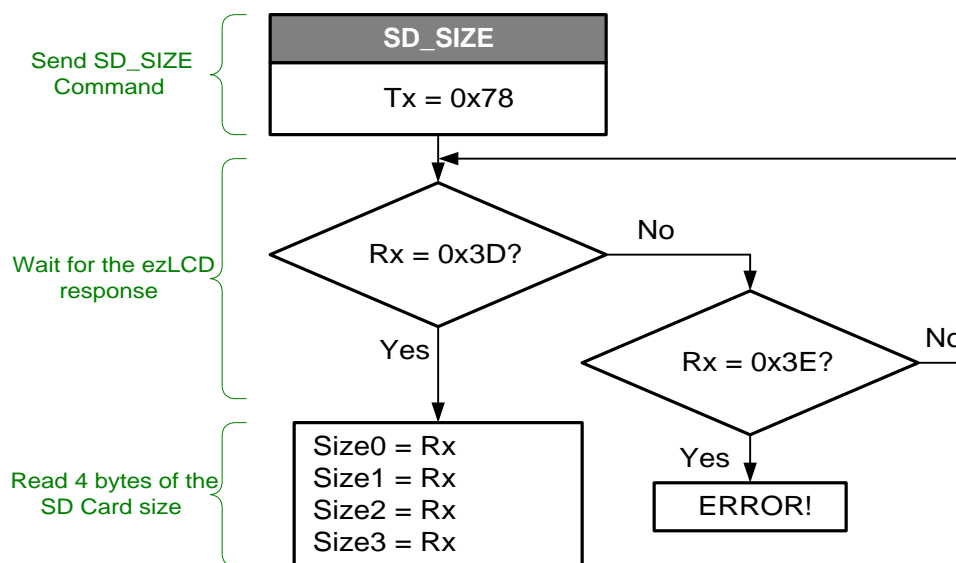 SD_SIZE
Send SD_SIZE
Command
Tx = 0x78
Rx = 0x3D?
No
Wait for the ezLCD
response
Yes
Rx = 0x3E?
No
Size0 = Rx
Size1 = Rx
Size2 = Rx
Size3 = Rx
Read 4 bytes of the
SD Card size
Yes
ERROR!